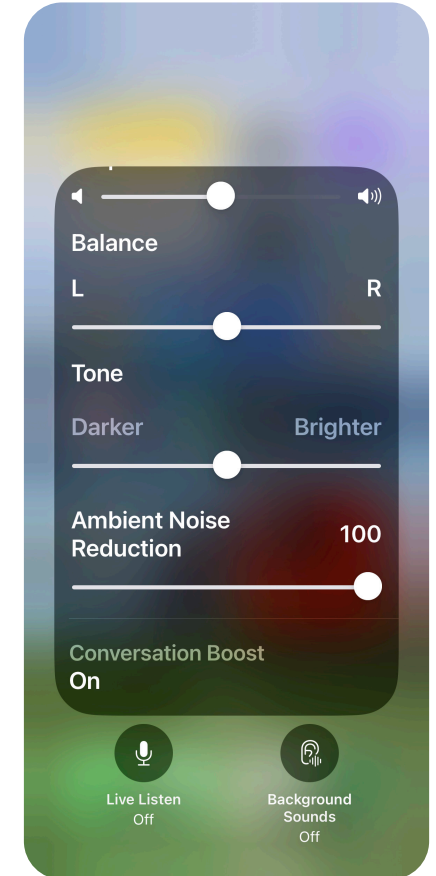 Balance
L R
Tone
Darker Brighter
Ambient Noise
Reduction 100
Conversation Boost
On
Live Listen
Off
Background
Sounds
Off